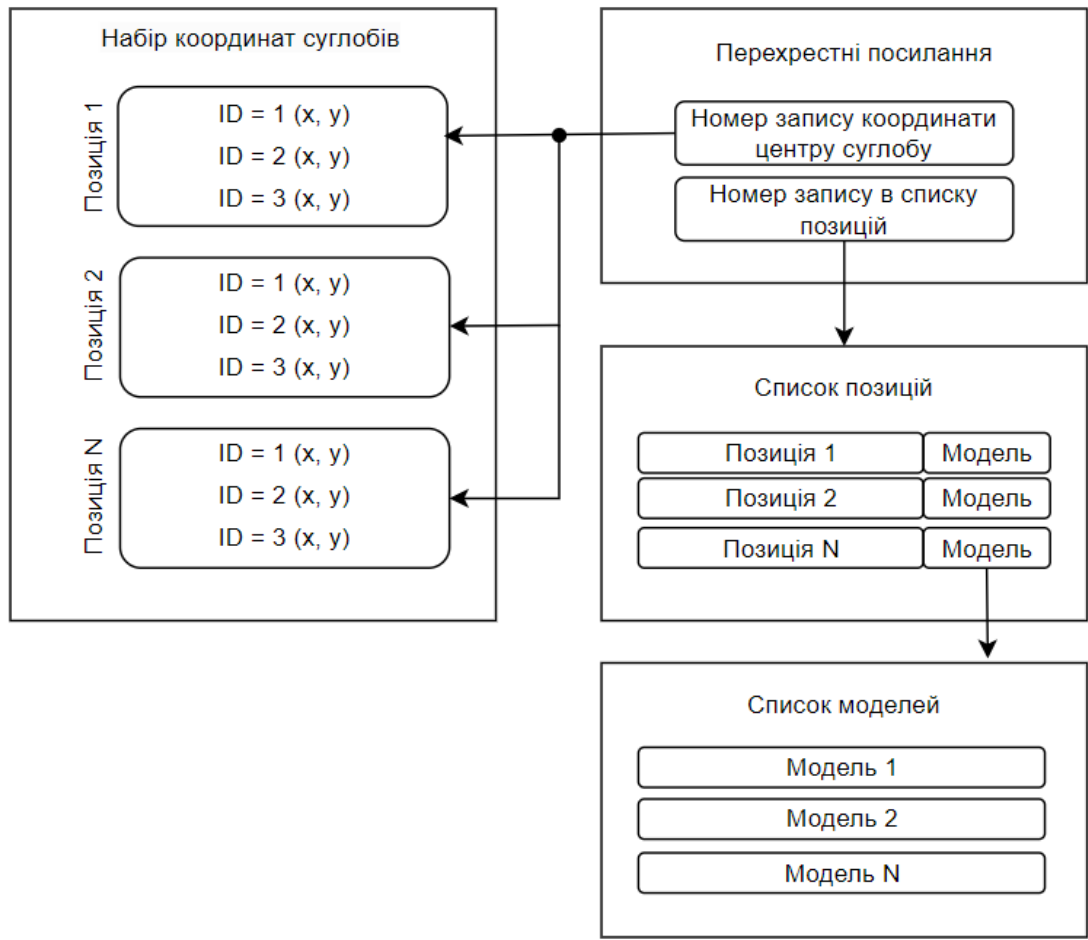 Набір координат суглобів
Позиція 1
ID = 1 (x, y)
ID = 2 (x, y)
ID = 3 (x, y)
Позиція 2
ID = 1 (x, y)
ID = 2 (x, y)
ID = 3 (x, y)
Позиція N
ID = 1 (x, y)
ID = 2 (x, y)
ID = 3 (x, y)
Перехрестні посилання
Номер запису координати
центру суглобу
Номер запису в списку
позицій
Список позицій
Позиція 1 Модель
Позиція 2 Модель
Позиція N Модель
Список моделей
Модель 1
Модель 2
Модель N